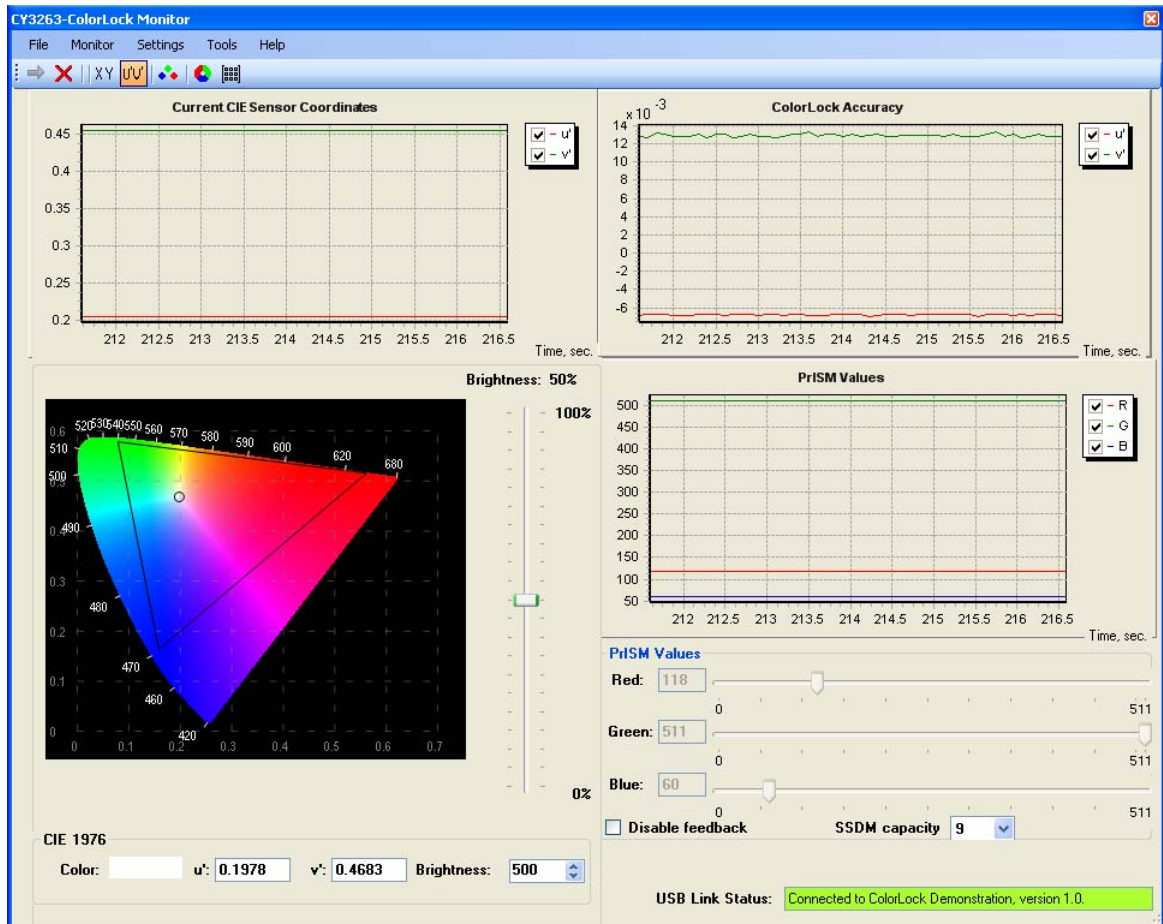 CY3263-ColorLock Monitor
File Monitor Settings Tools Help
XY U'V'
Current CIE Sensor Coordinates
0.45
0.4
0.35
0.3
0.25
0.2
212 212.5 213 213.5 214 214.5 215 215.5 216 216.5
Time, sec.
u'
v'
ColorLock Accuracy
x 10 -3
14
12
10
8
6
4
2
0
-2
-4
-6
212 212.5 213 213.5 214 214.5 215 215.5 216 216.5
Time, sec.
u'
v'
Brightness: 50%
100%
0%
0.6 520 530 540 550 560 570 580 590 600 620 680
510
500
0.5
0.4 490
0.3
480
0.2
470
0.1
460
0 420
0 0.1 0.2 0.3 0.4 0.5 0.6 0.7
PrISM Values
500
450
400
350
300
250
200
150
100
50
212 212.5 213 213.5 214 214.5 215 215.5 216 216.5
Time, sec.
R
G
B
PrISM Values
Red: 118
0 511
Green: 511
0 511
Blue: 60
0 511
Disable feedback SSDM capacity 9
CIE 1976
Color: u': 0.1978 v': 0.4683 Brightness: 500
USB Link Status: Connected to ColorLock Demonstration, version 1.0.